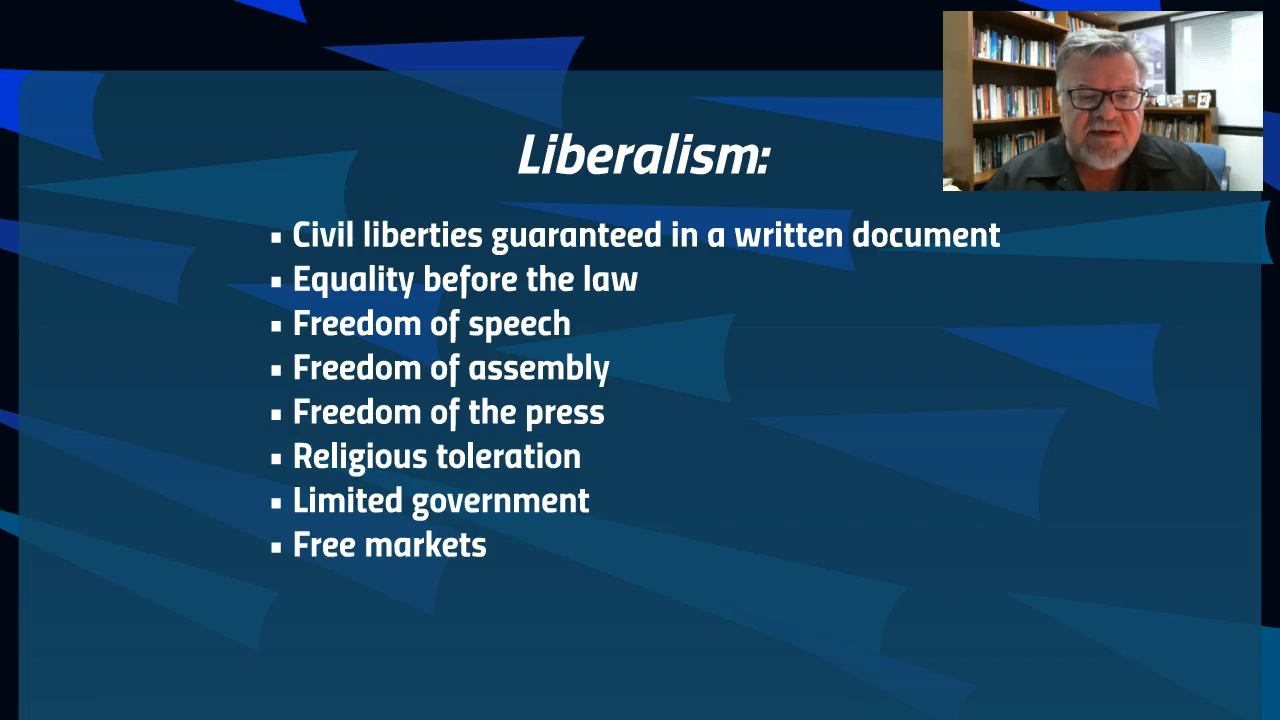 Liberalism:
▪ Civil liberties guaranteed in a written document
▪ Equality before the law
▪ Freedom of speech
▪ Freedom of assembly
▪ Freedom of the press
▪ Religious toleration
▪ Limited government
▪ Free markets